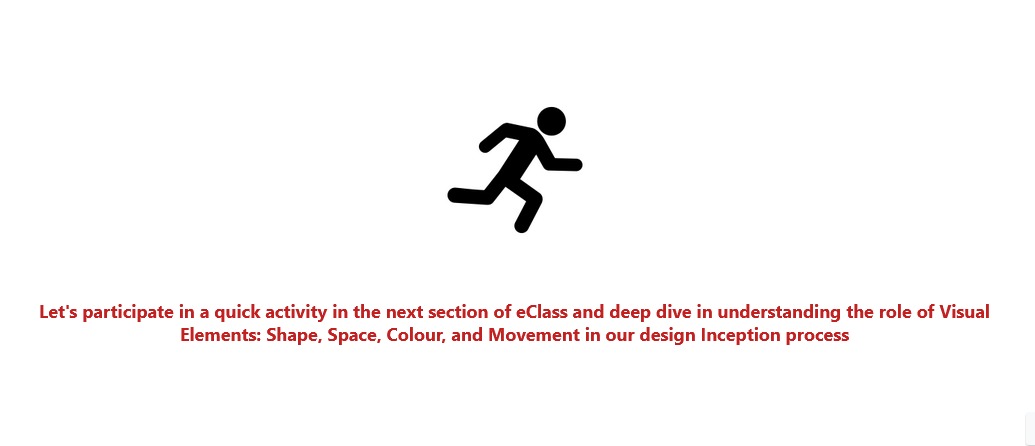 Let's participate in a quick activity in the next section of eClass and deep dive in understanding the role of Visual
Elements: Shape, Space, Colour, and Movement in our design Inception process